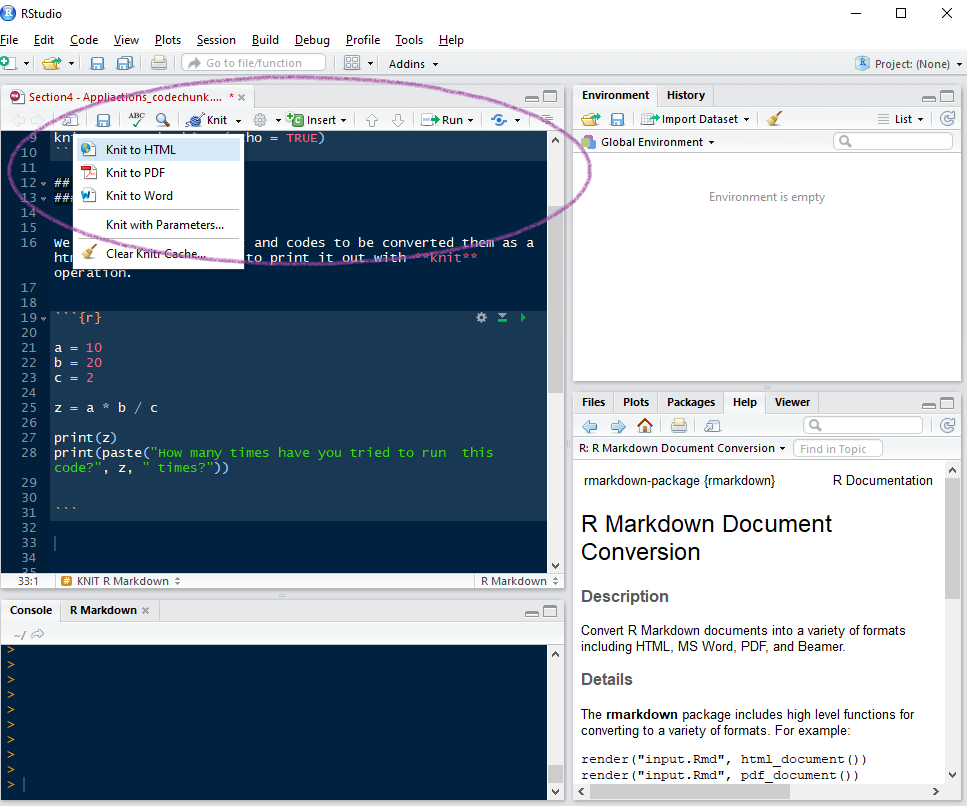 RStudio
File Edit Code View Plots Session Build Debug Profile Tools Help
Go to file/function Addins Project: (None)
Section4 - Appliactions_codechunk.... *
ABC Knit Insert Run
9 kni ho = TRUE)
10 ``
11
12 ##
13 ##
14
15
16 We and codes to be converted them as a
htm to print it out with **knit**
operation.
17
18
19 ```{r}
20
21 a = 10
22 b = 20
23 c = 2
24
25 z = a * b / c
26
27 print(z)
28 print(paste("How many times have you tried to run  this
code?", z, " times?"))
29
30
31 ```
32
33
34
35
Knit to HTML
Knit to PDF
Knit to Word
Knit with Parameters...
Clear Knitr Cache...
33:1 # KNIT R Markdown R Markdown
Console R Markdown
~/
>
>
>
>
>
>
>
>
>
>
Environment History
Import Dataset List
Global Environment
Environment is empty
Files Plots Packages Help Viewer
R: R Markdown Document Conversion Find in Topic
rmarkdown-package {rmarkdown} R Documentation
R Markdown Document
Conversion
Description
Convert R Markdown documents into a variety of formats
including HTML, MS Word, PDF, and Beamer.
Details
The rmarkdown package includes high level functions for
converting to a variety of formats. For example:
render("input.Rmd", html_document())
render("input.Rmd", pdf_document())